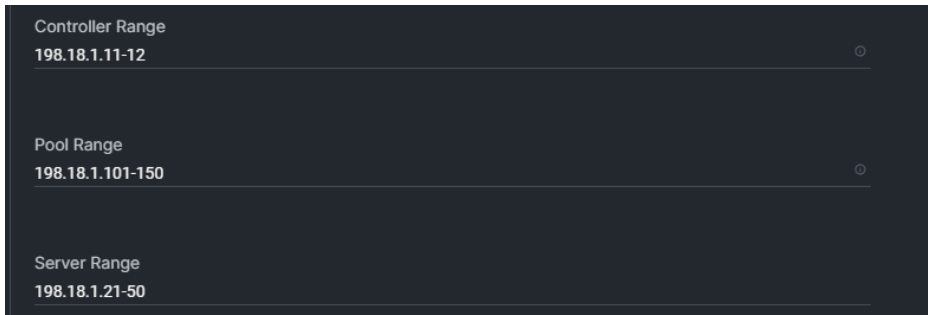 Controller Range
198.18.1.11-12
Pool Range
198.18.1.101-150
Server Range
198.18.1.21-50